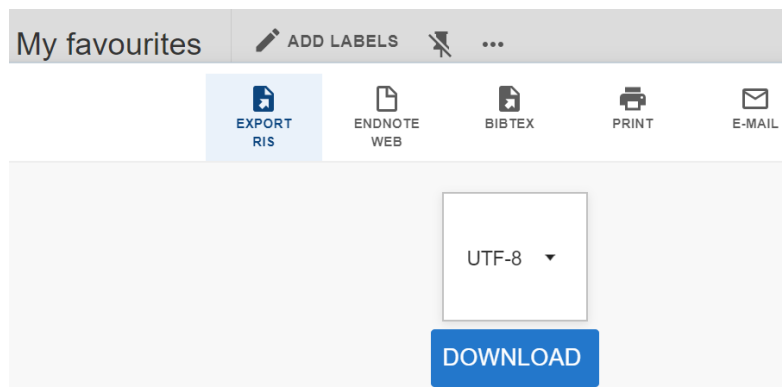 My favourites
ADD LABELS
EXPORT
RIS
ENDNOTE
WEB
BIBTEX
PRINT
E-MAIL
UTF-8
DOWNLOAD